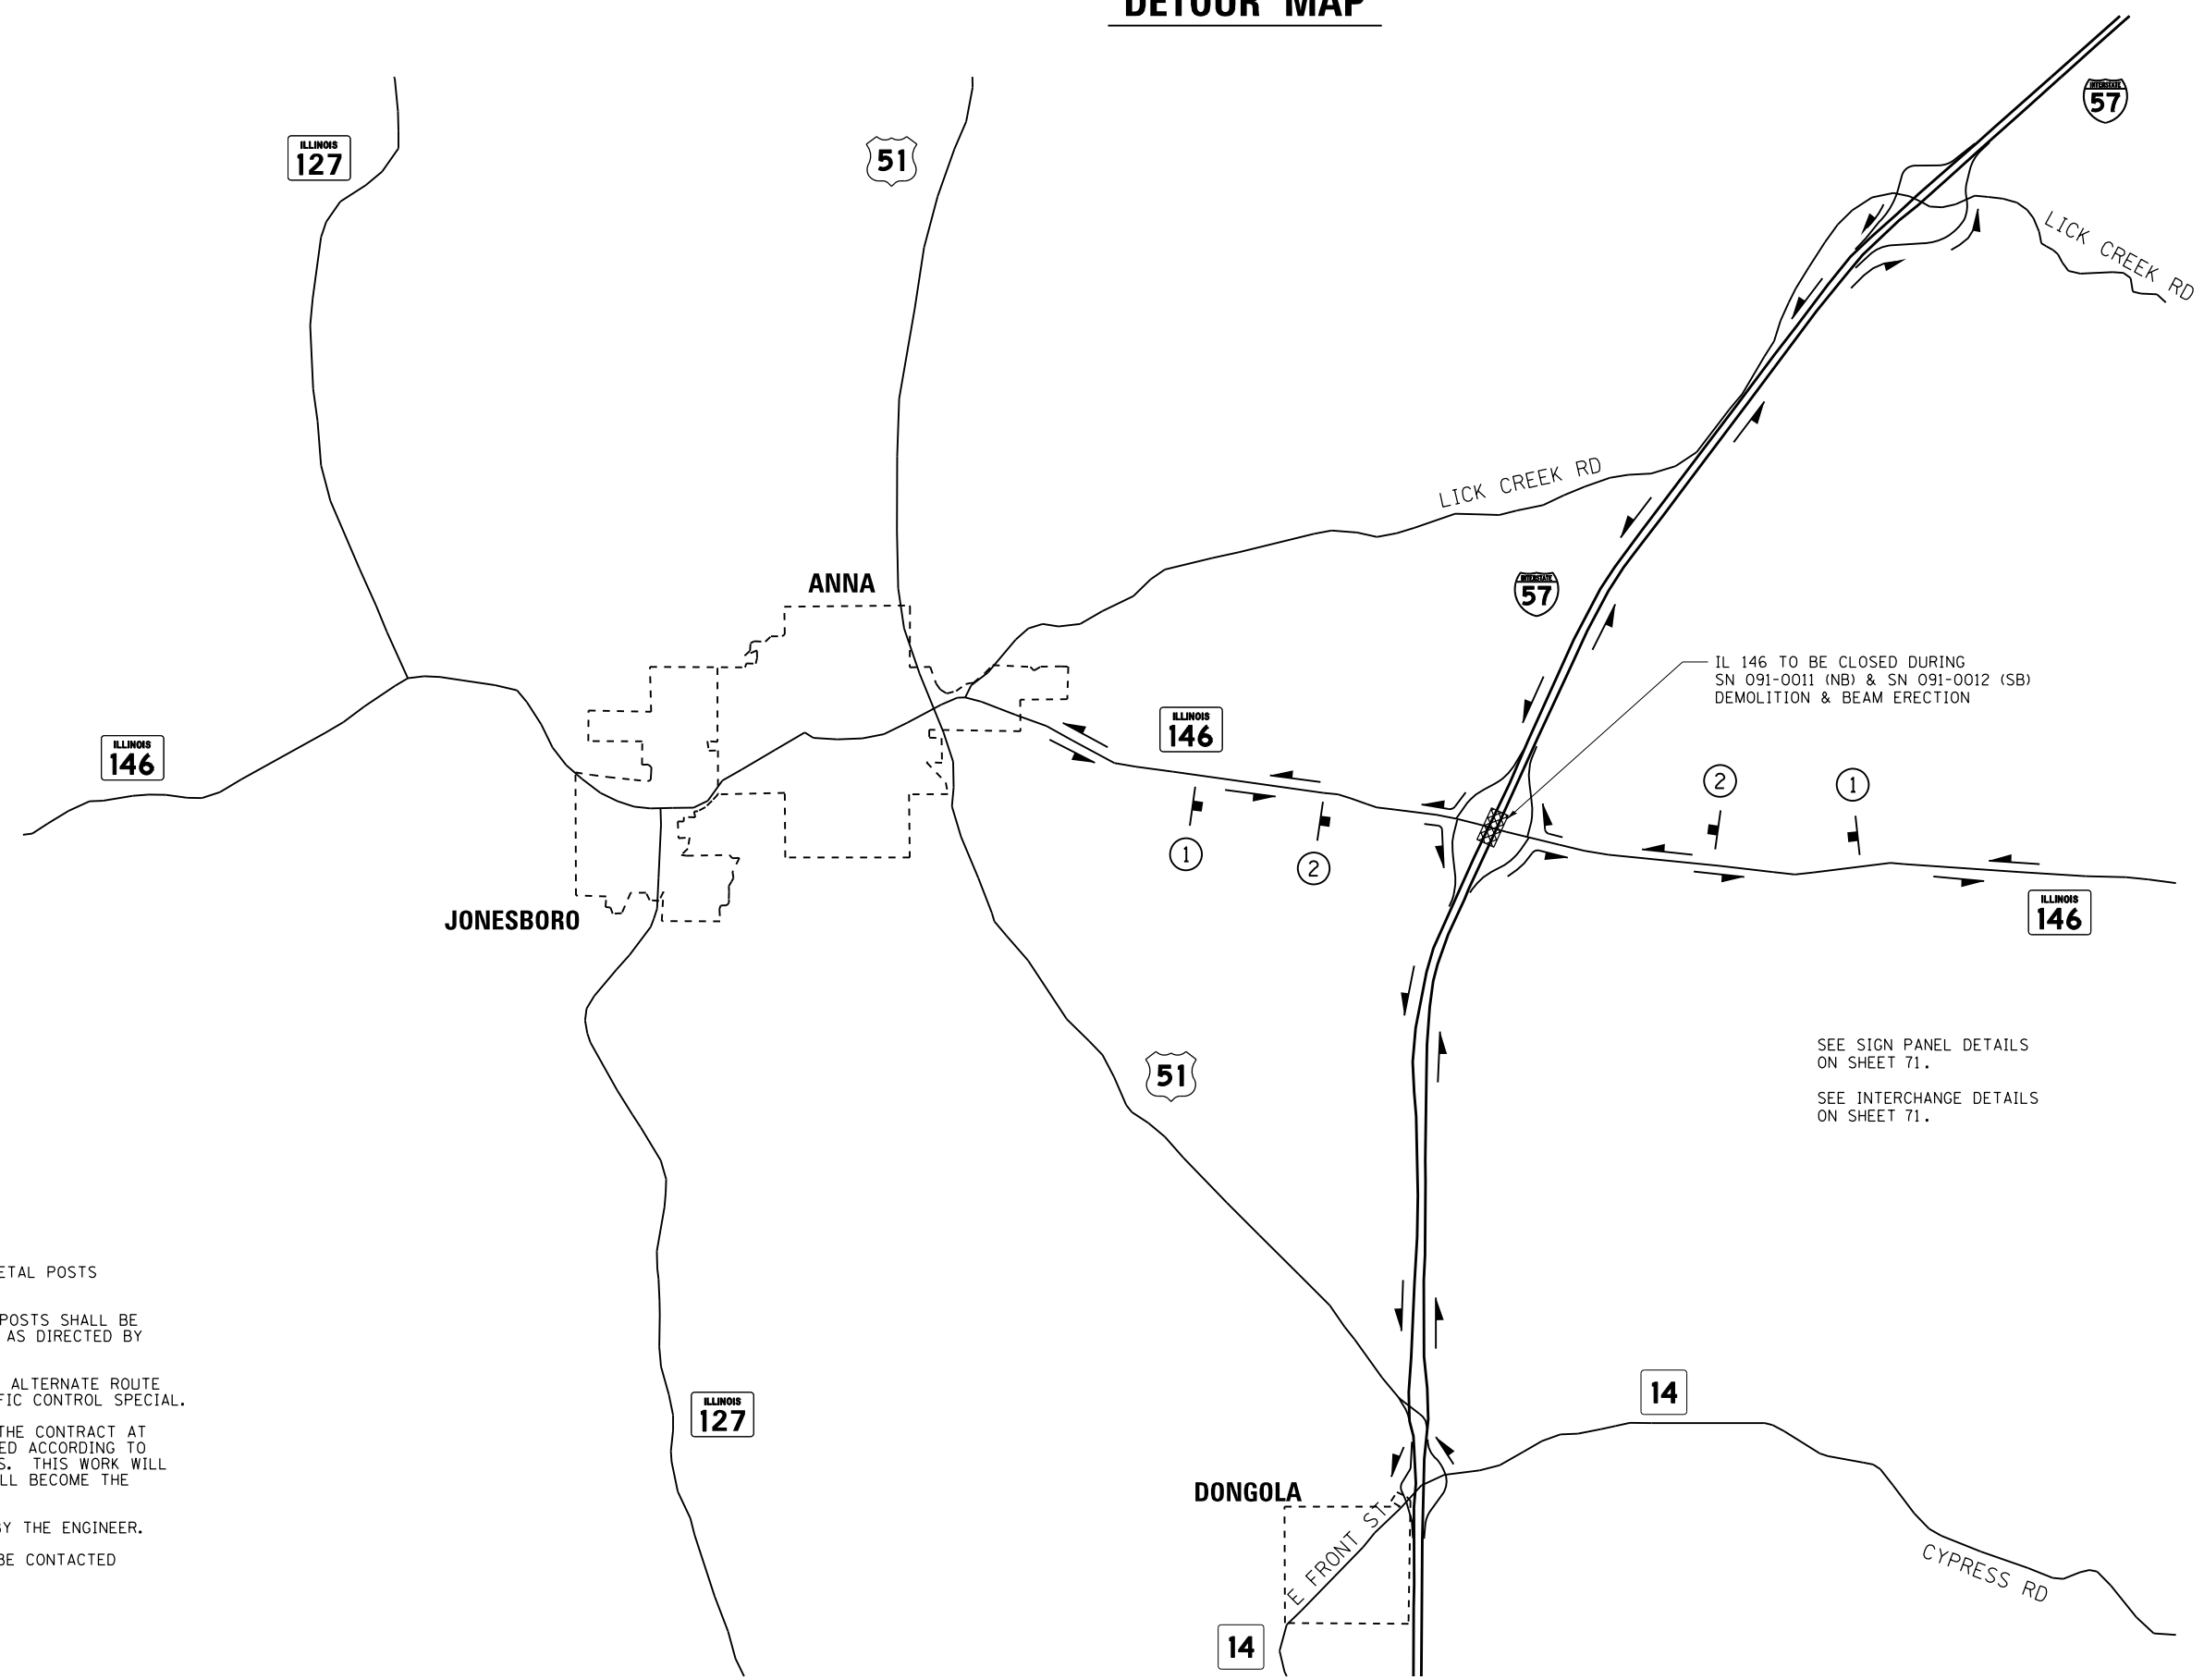 DETOUR MAP
INTERSTATE
57
ILLINOIS
127
51
LICK CREEK RD
LICK CREEK RD
ANNA
INTERSTATE
57
IL 146 TO BE CLOSED DURING
SN 091-0011 (NB) & SN 091-0012 (SB)
DEMOLITION & BEAM ERECTION
ILLINOIS
146
ILLINOIS
146
2
1
1
2
ILLINOIS
146
JONESBORO
SEE SIGN PANEL DETAILS
ON SHEET 71.
SEE INTERCHANGE DETAILS
ON SHEET 71.
51
ETAL POSTS
POSTS SHALL BE
AS DIRECTED BY
ALTERNATE ROUTE
FIC CONTROL SPECIAL.
THE CONTRACT AT
ED ACCORDING TO
S. THIS WORK WILL
LL BECOME THE
BY THE ENGINEER.
BE CONTACTED
ILLINOIS
127
14
DONGOLA
E FRONT ST
CYPRESS RD
14